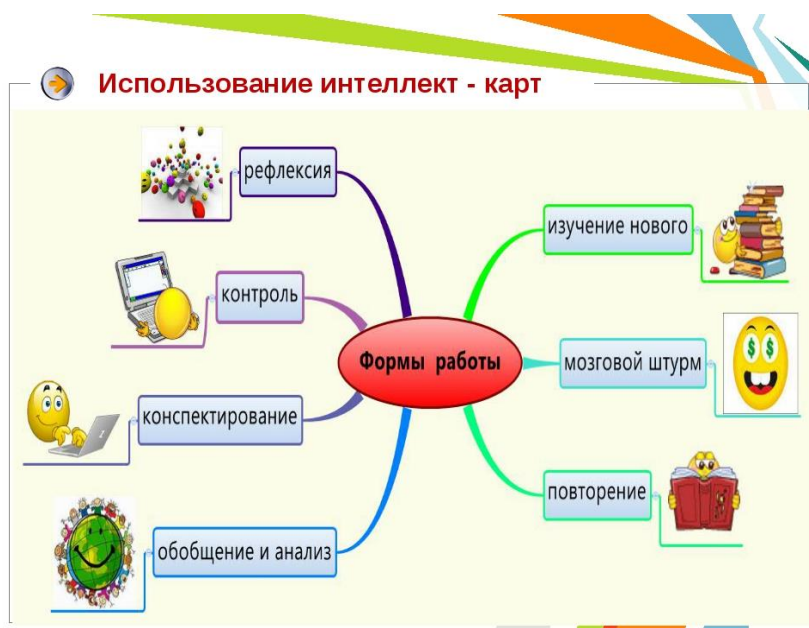 Использование интеллект - карт
рефлексия
изучение нового
контроль
Формы работы
мозговой штурм
конспектирование
повторение
обобщение и анализ